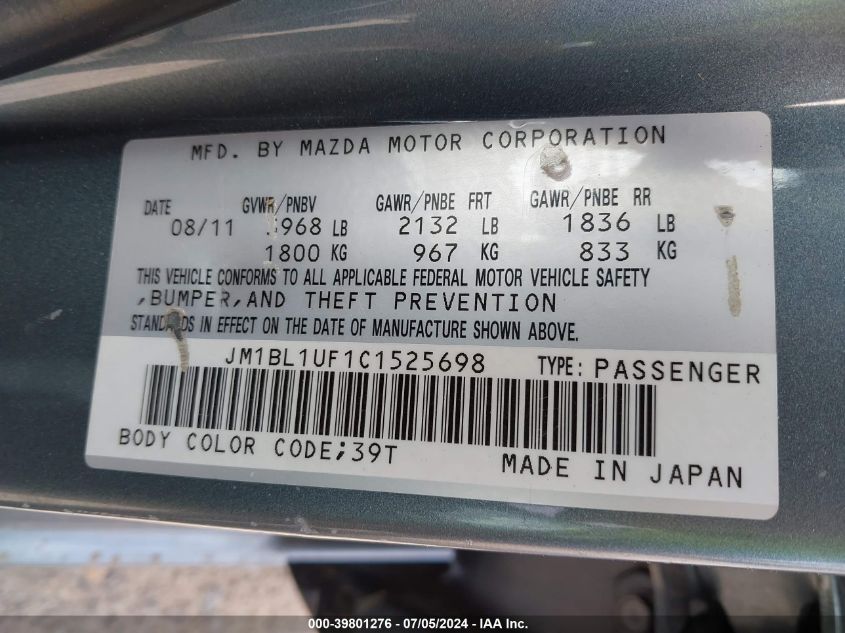 MFD. BY MAZDA MOTOR CORPORATION
DATE GVWR/PNBV GAWR/PNBE FRT GAWR/PNBE RR
08/11 968 LB 2132 LB 1836 LB
1800 KG 967 KG 833 KG
THIS VEHICLE CONFORMS TO ALL APPLICABLE FEDERAL MOTOR VEHICLE SAFETY
,BUMPER,AND THEFT PREVENTION
STANDARDS IN EFFECT ON THE DATE OF MANUFACTURE SHOWN ABOVE.
JM1BL1UF1C1525698 TYPE: PASSENGER
BODY COLOR CODE;39T
MADE IN JAPAN
000-39801276 - 07/05/2024 - IAA Inc.